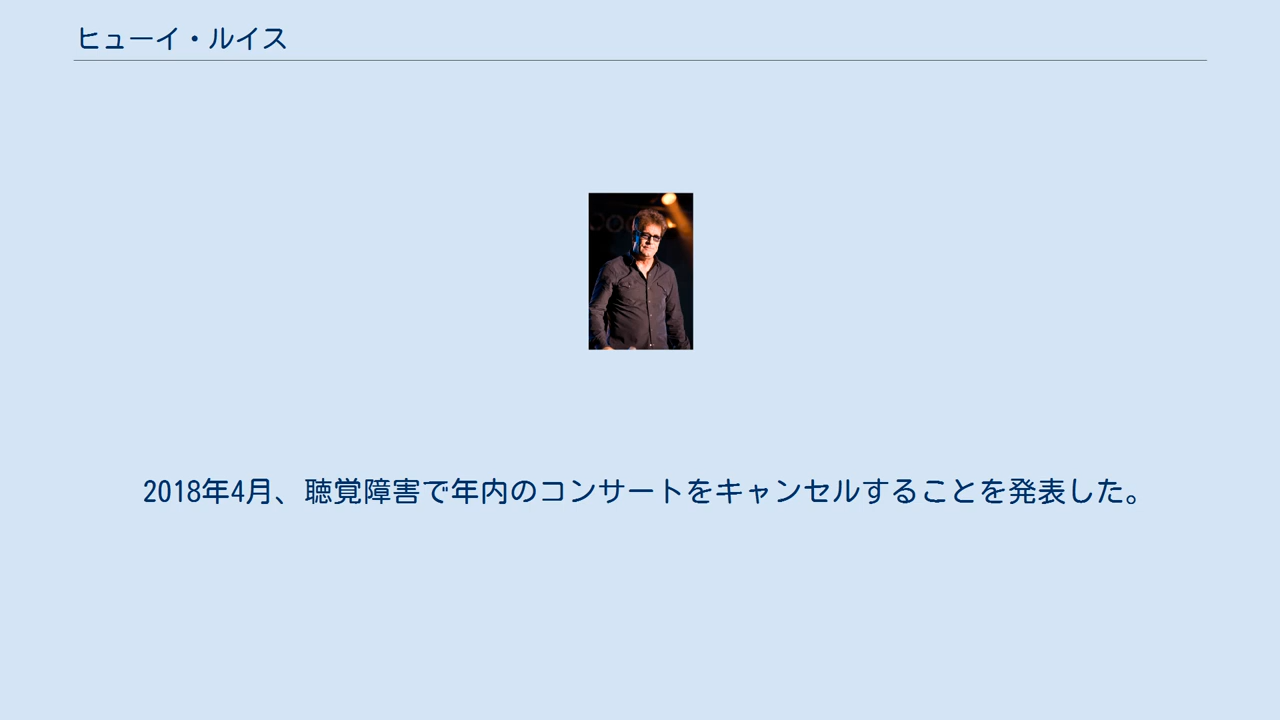 ヒューイ・ルイス
2018年4月、聴覚障害で年内のコンサートをキャンセルすることを発表した。